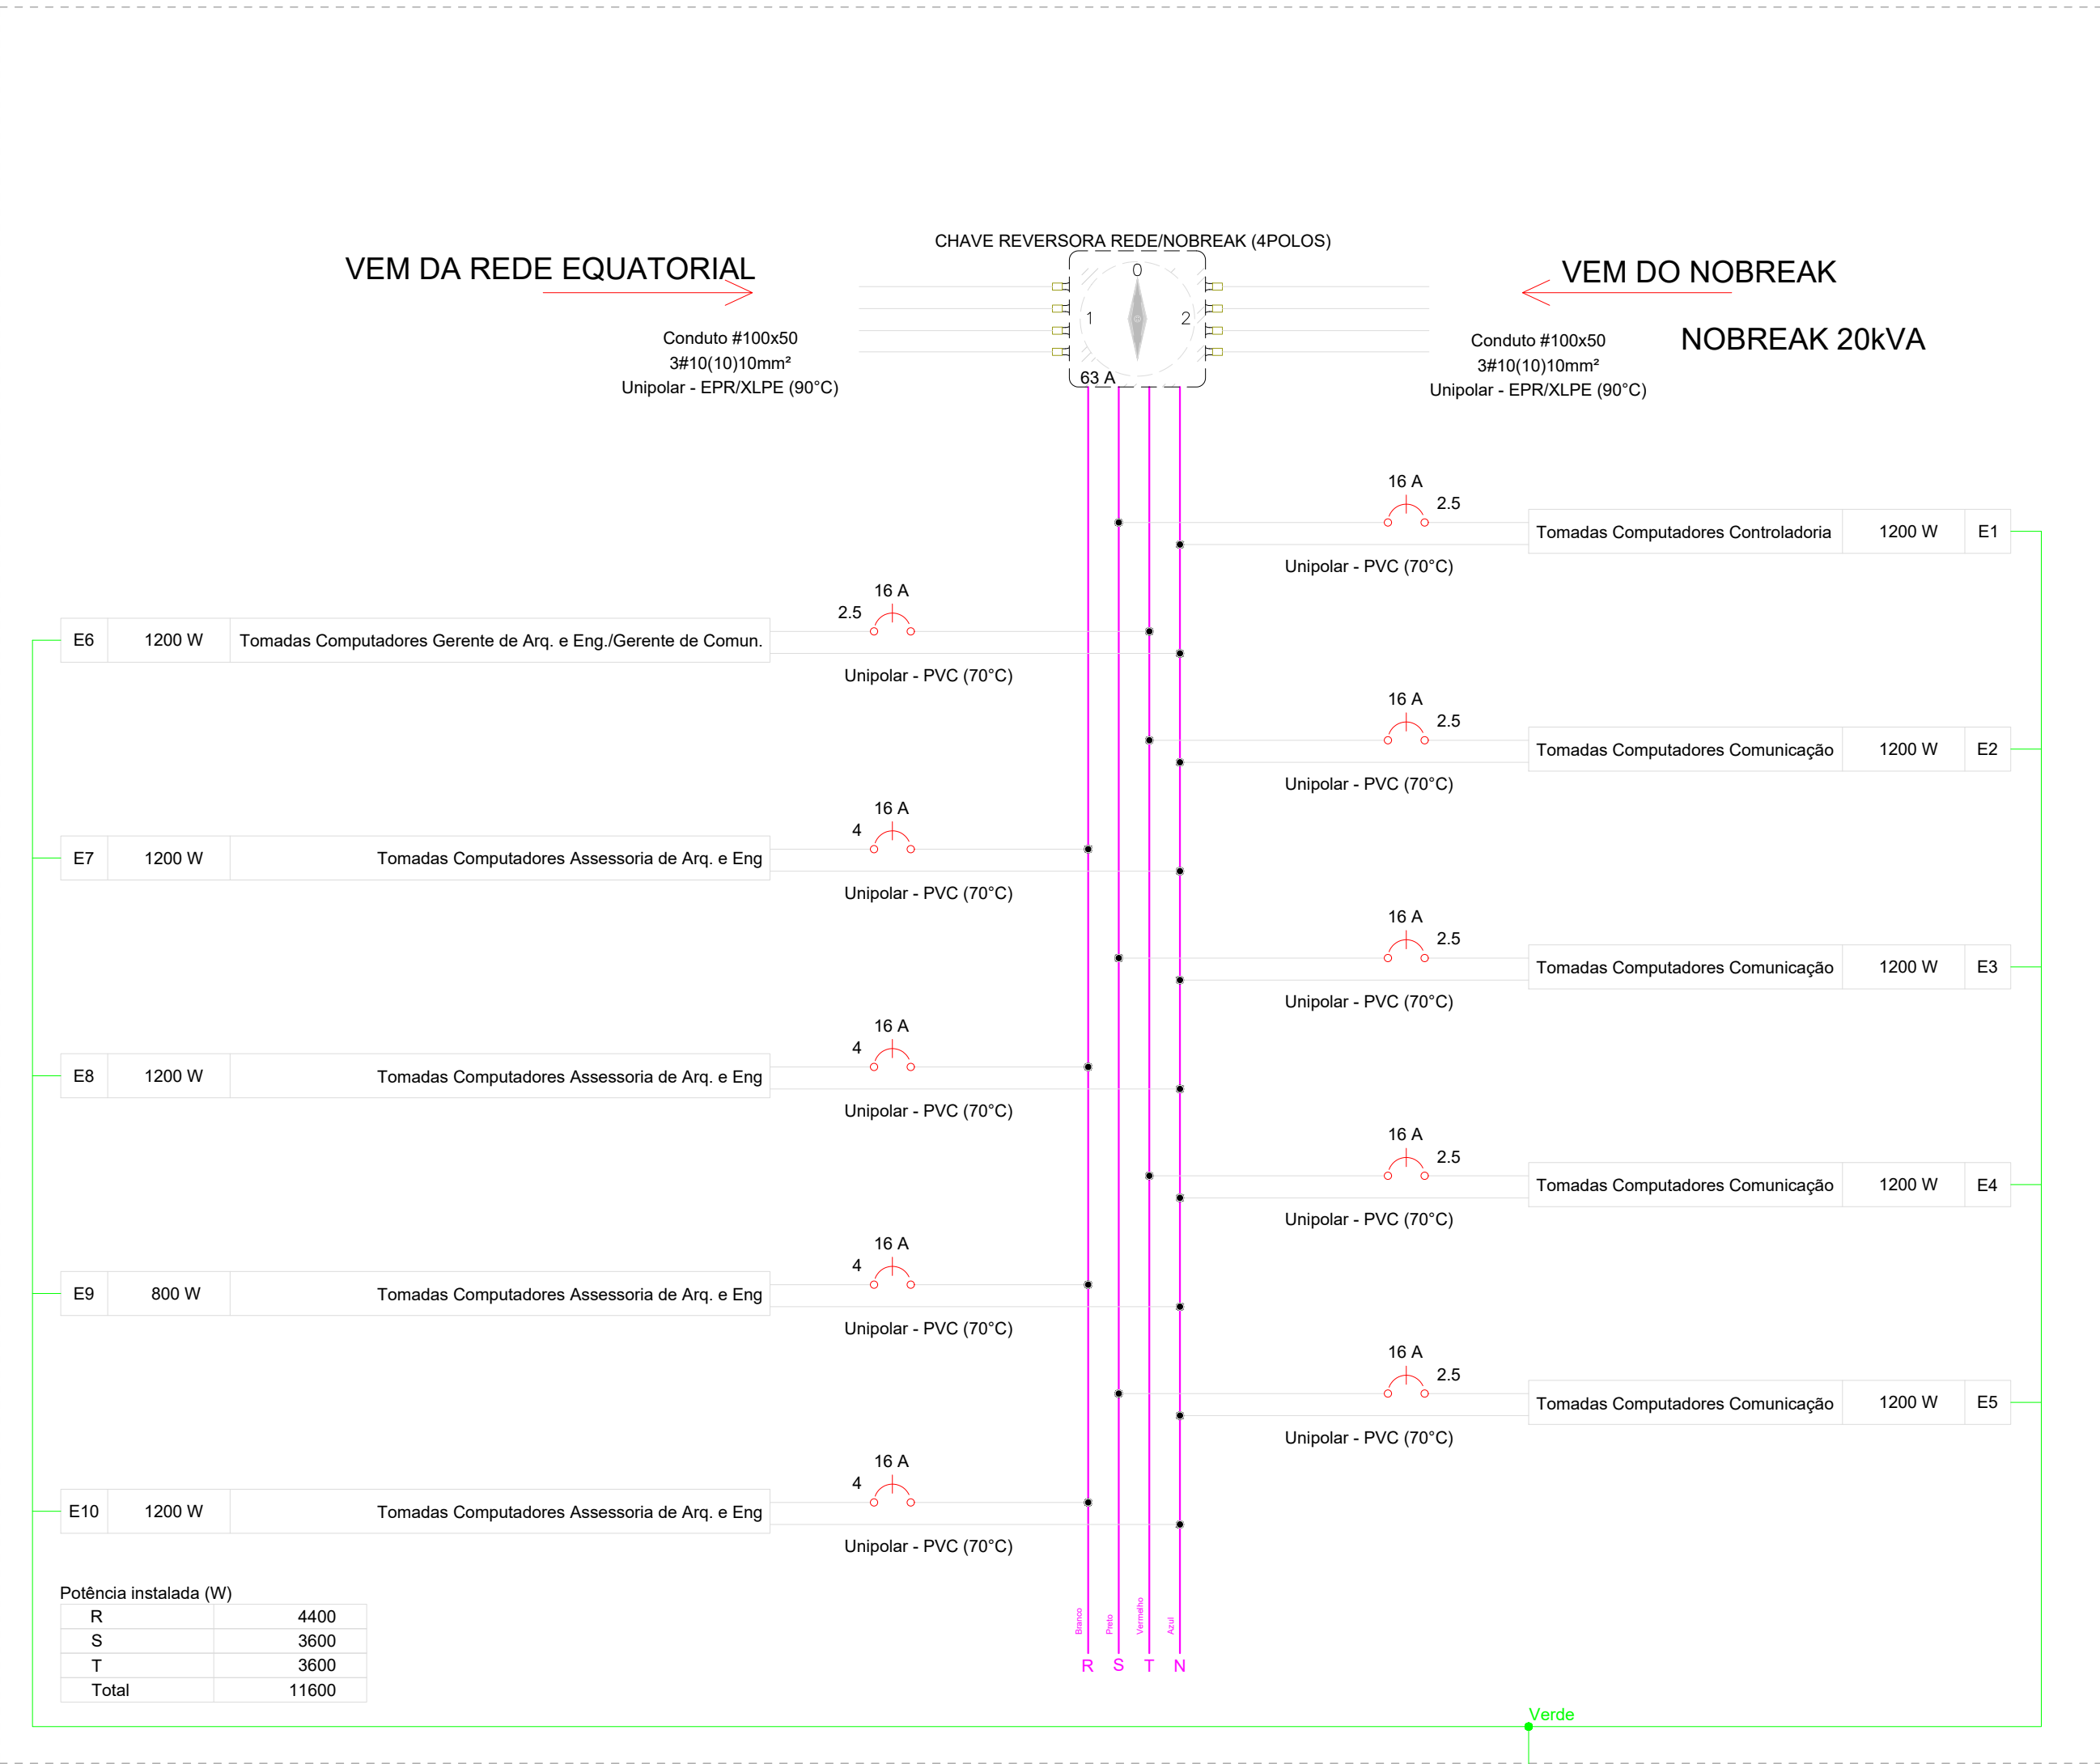 CHAVE REVERSORA REDE/NOBREAK (4POLOS)
VEM DA REDE EQUATORIAL
Conduto #100x50
3#10(10)10mm²
Unipolar - EPR/XLPE (90°C)
0
1
2
63 A
VEM DO NOBREAK
NOBREAK 20kVA
Conduto #100x50
3#10(10)10mm²
Unipolar - EPR/XLPE (90°C)
16 A
2.5
Unipolar - PVC (70°C)
Tomadas Computadores Controladoria 1200 W E1
16 A
2.5
E6 1200 W Tomadas Computadores Gerente de Arq. e Eng./Gerente de Comun.
Unipolar - PVC (70°C)
16 A
2.5
Tomadas Computadores Comunicação 1200 W E2
Unipolar - PVC (70°C)
16 A
4
E7 1200 W Tomadas Computadores Assessoria de Arq. e Eng
Unipolar - PVC (70°C)
16 A
2.5
Tomadas Computadores Comunicação 1200 W E3
Unipolar - PVC (70°C)
16 A
4
E8 1200 W Tomadas Computadores Assessoria de Arq. e Eng
Unipolar - PVC (70°C)
16 A
2.5
Tomadas Computadores Comunicação 1200 W E4
Unipolar - PVC (70°C)
16 A
4
E9 800 W Tomadas Computadores Assessoria de Arq. e Eng
Unipolar - PVC (70°C)
16 A
2.5
Tomadas Computadores Comunicação 1200 W E5
Unipolar - PVC (70°C)
16 A
4
E10 1200 W Tomadas Computadores Assessoria de Arq. e Eng
Unipolar - PVC (70°C)
Potência instalada (W)
R 4400
S 3600
T 3600
Total 11600
Branco
Preto
Vermelho
Azul
R S T N
Verde